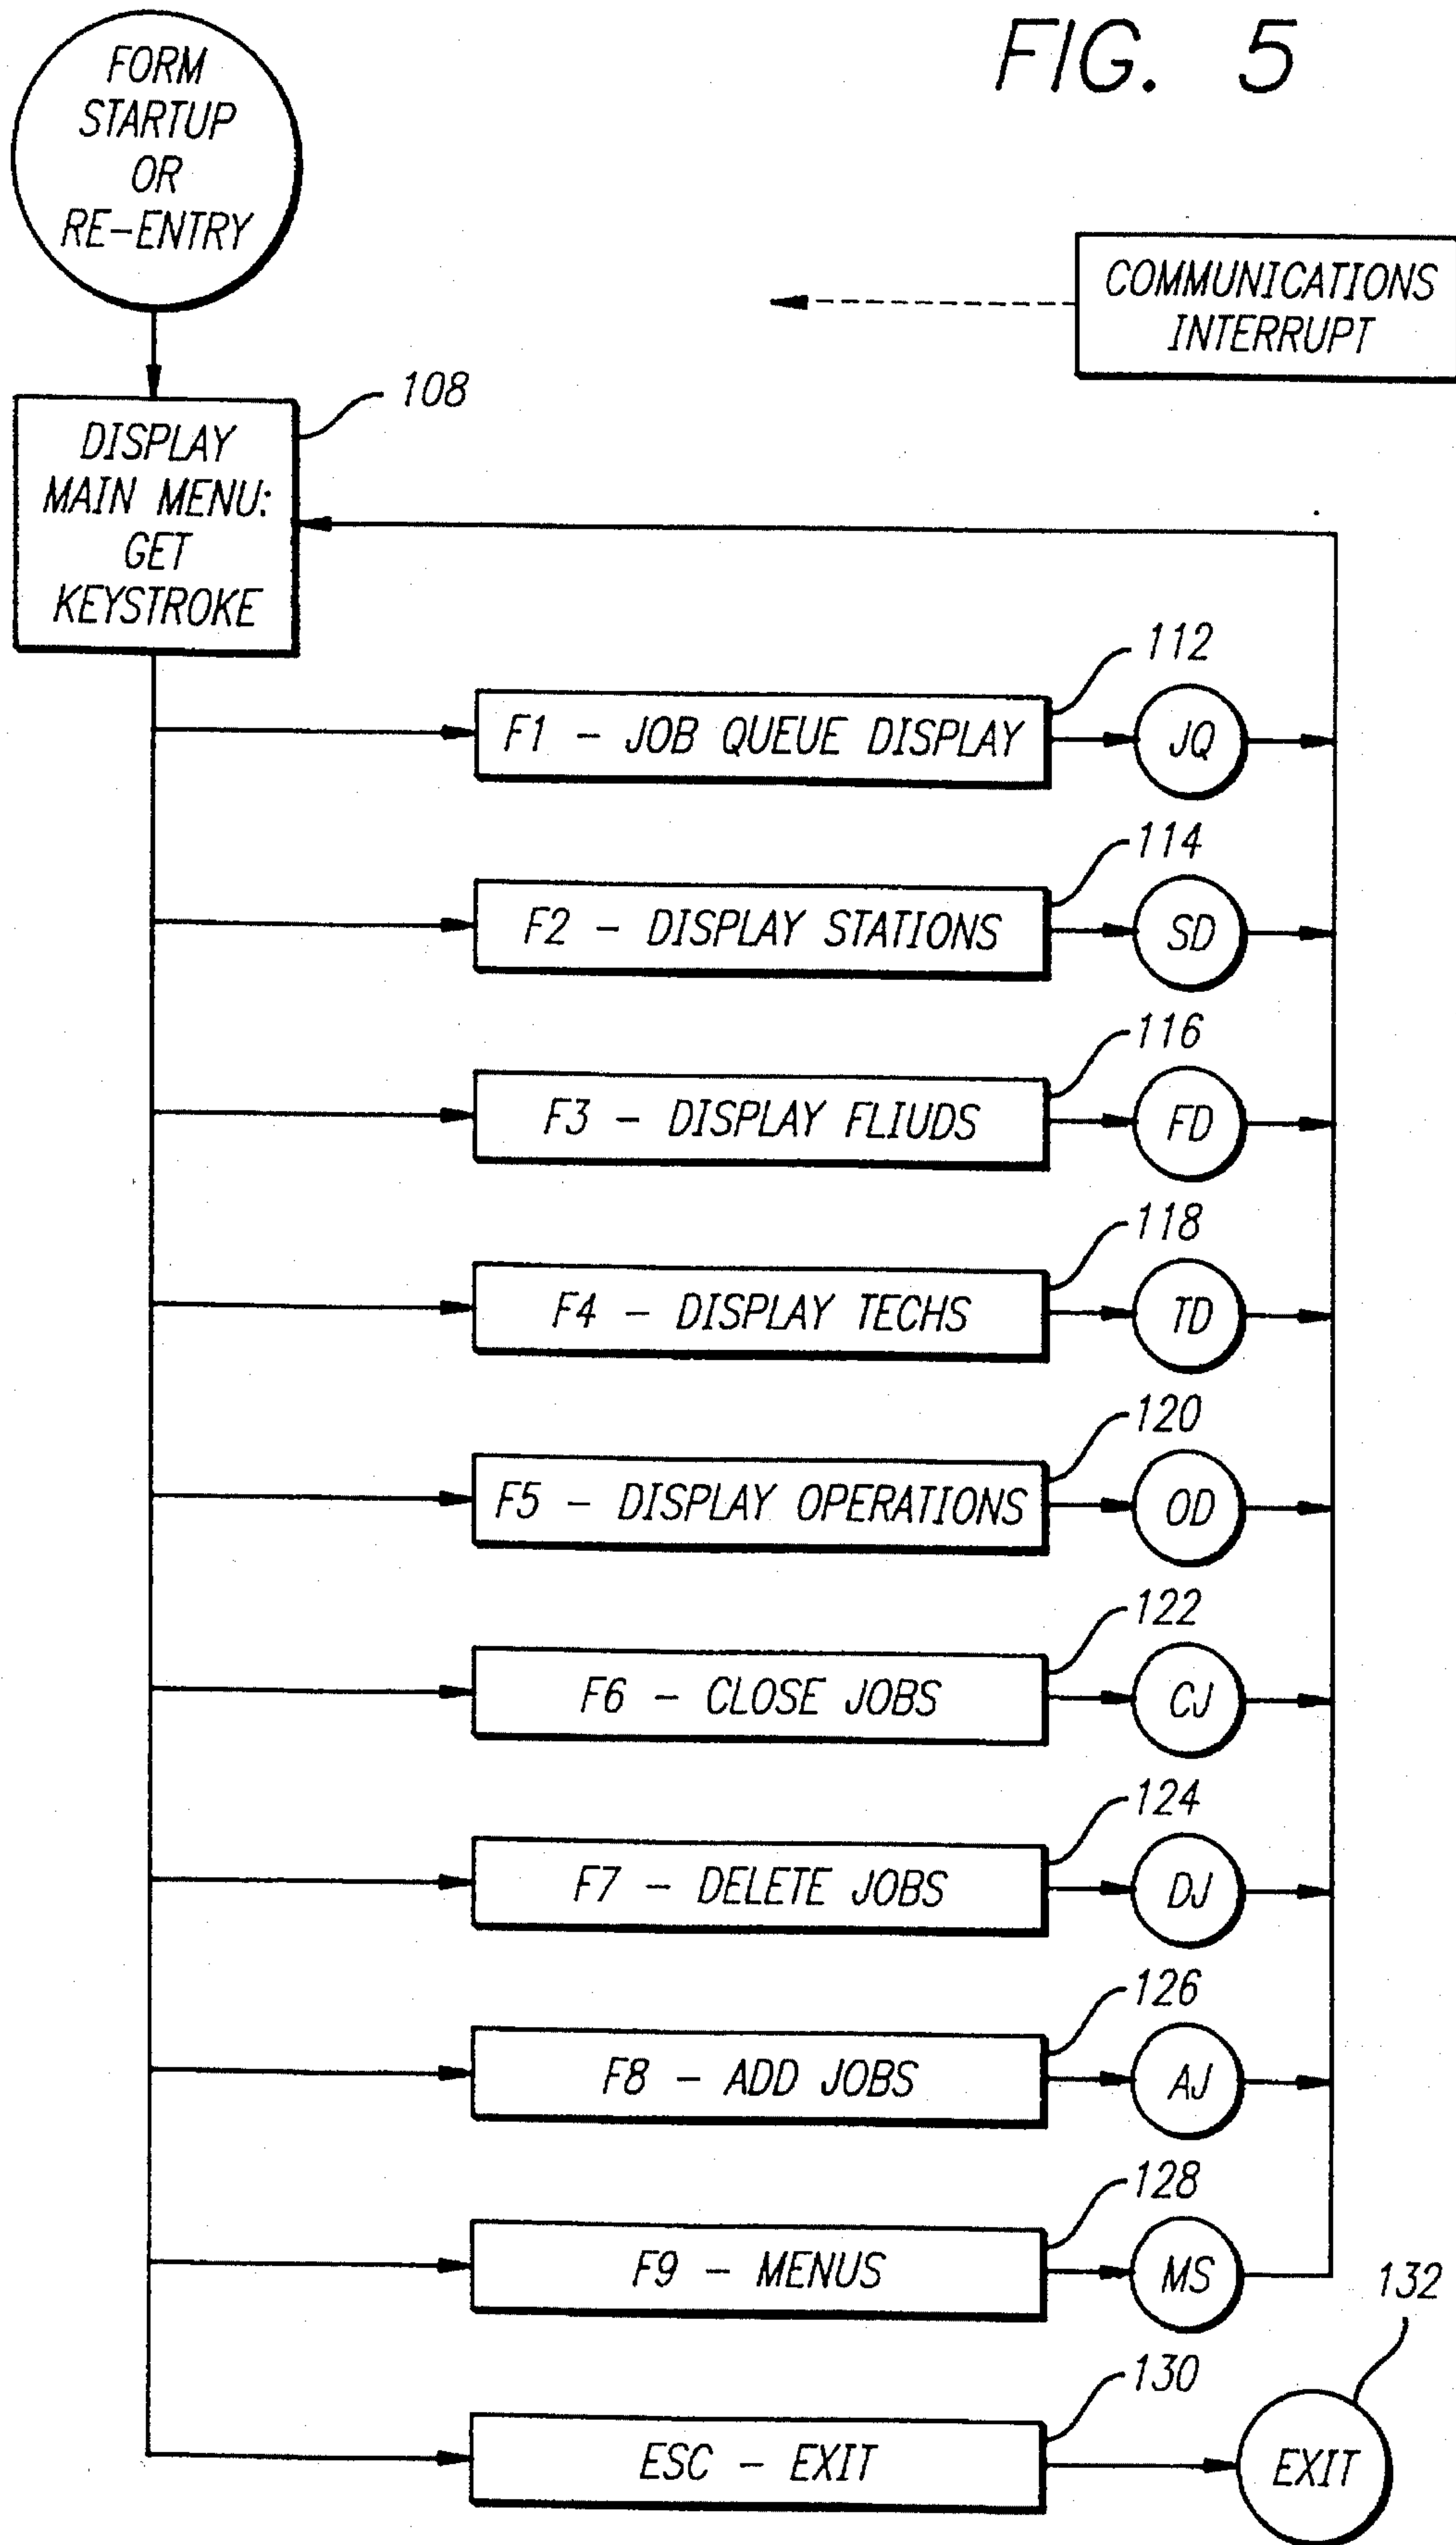 FIG. 5
FORM
STARTUP
OR
RE-ENTRY
COMMUNICATIONS
INTERRUPT
108
DISPLAY
MAIN MENU:
GET
KEYSTROKE
112
F1 - JOB QUEUE DISPLAY
JQ
114
F2 - DISPLAY STATIONS
SD
116
F3 - DISPLAY FLIUDS
FD
118
F4 - DISPLAY TECHS
TD
120
F5 - DISPLAY OPERATIONS
OD
122
F6 - CLOSE JOBS
CJ
124
F7 - DELETE JOBS
DJ
126
F8 - ADD JOBS
AJ
128
F9 - MENUS
MS
132
130
ESC - EXIT
EXIT